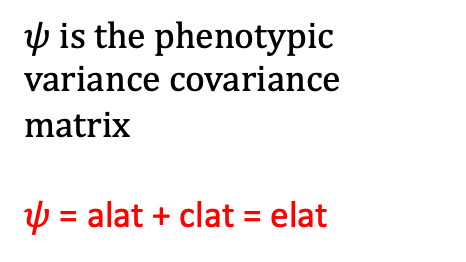 ψ is the phenotypic
variance covariance
matrix
ψ = alat + clat = elat